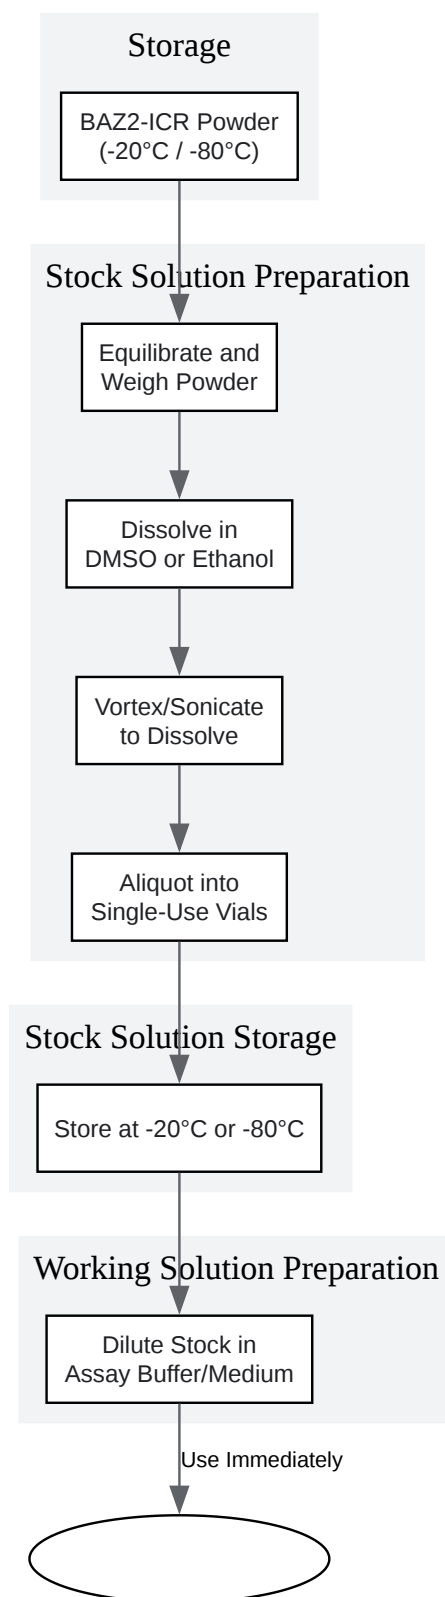 Storage
BAZ2-ICR Powder
(-20°C / -80°C)
Stock Solution Preparation
Equilibrate and
Weigh Powder
Dissolve in
DMSO or Ethanol
Vortex/Sonicate
to Dissolve
Aliquot into
Single-Use Vials
Stock Solution Storage
Store at -20°C or -80°C
Working Solution Preparation
Dilute Stock in
Assay Buffer/Medium
Use Immediately